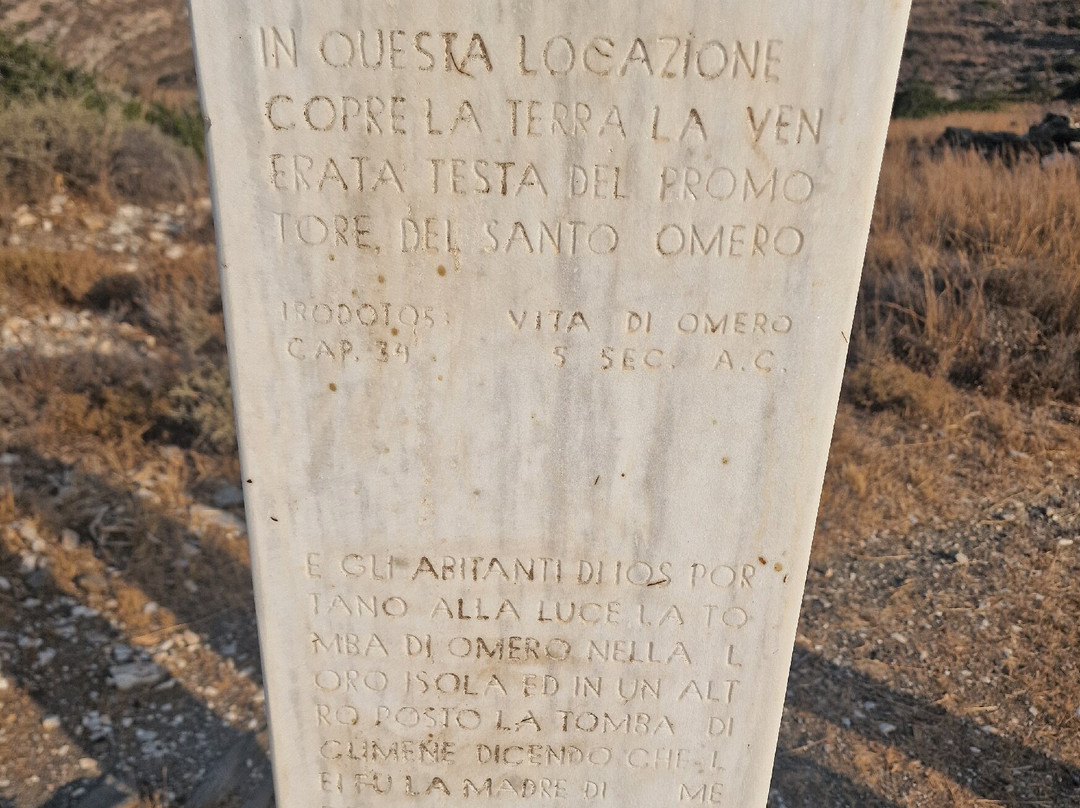 IN QUESTA LOCAZIONE
COPRE LA TERRA LA VEN
ERATA TESTA DEL PROMO
TORE, DEL SANTO OMERO
IRODOTOS: VITA DI OMERO
CAP. 34 5 SEC. A.C.
E GLI ABITANTI DI IOS POR
TANO ALLA LUCE LA TO
MBA DI OMERO NELLA L
ORO ISOLA ED IN UN ALT
RO POSTO LA TOMBA DI
CLIMENE DICENDO CHE L
EI FU LA MADRE DI ME